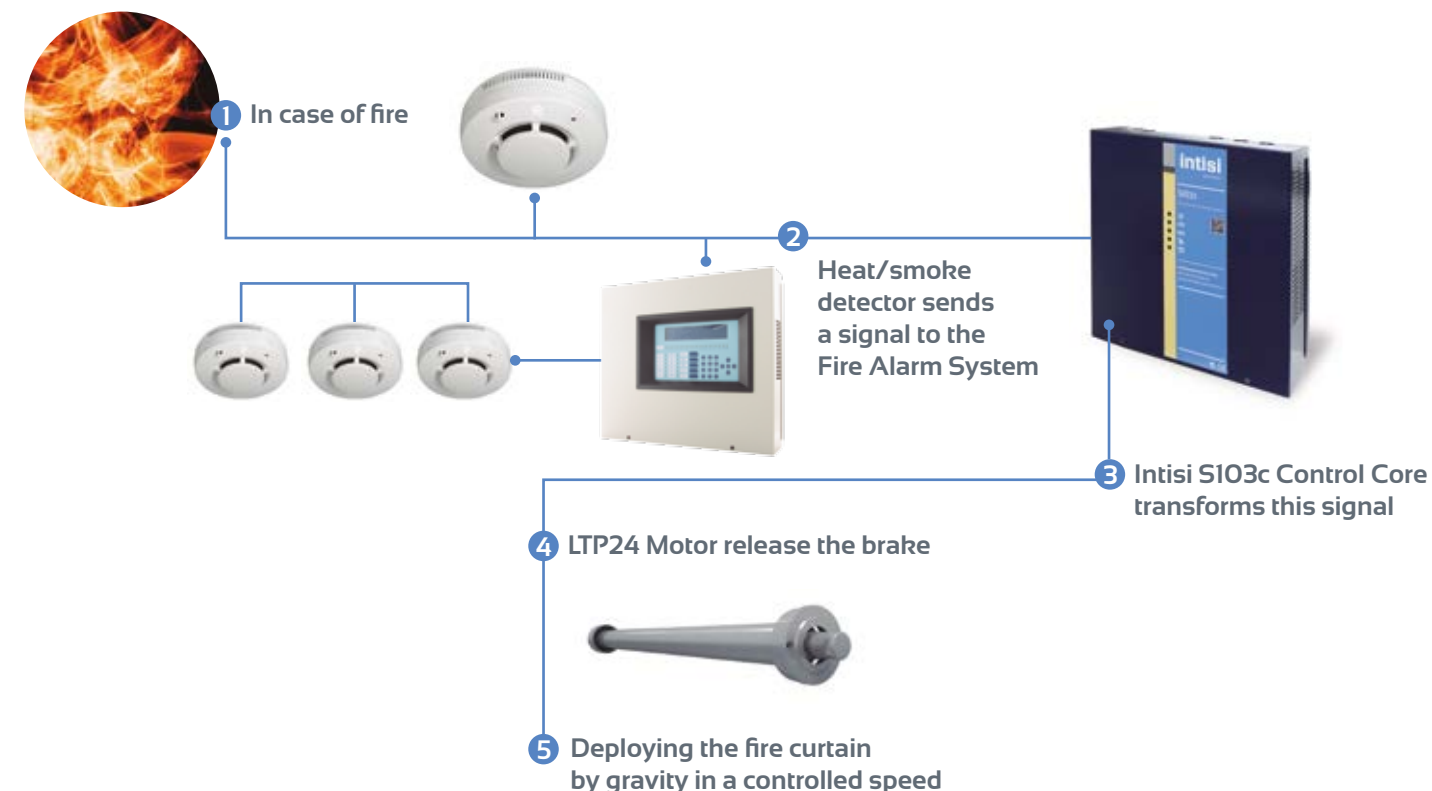 1 In case of fire
2
Heat/smoke
detector sends
a signal to the
Fire Alarm System
intisi
3 Intisi S103c Control Core
transforms this signal
4 LTP24 Motor release the brake
5 Deploying the fire curtain
by gravity in a controlled speed